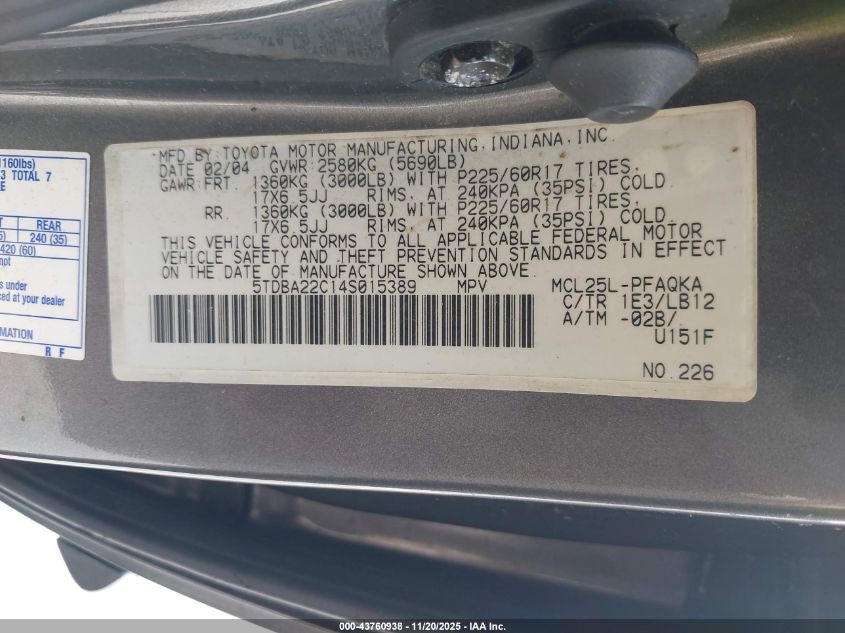 1160lbs)
3 TOTAL 7
REAR
240 (35)
420 (60)
ced at your dealer
MATION
R F
MFD BY: TOYOTA MOTOR MANUFACTURING, INDIANA, INC.
DATE 02/04 GVWR 2580KG (5690LB)
GAWR FRT. 1360KG (3000LB) WITH P225/60R17 TIRES,
17X6.5JJ RIMS, AT 240KPA (35PSI) COLD
RR. 1360KG (3000LB) WITH P225/60R17 TIRES,
17X6.5JJ RIMS, AT 240KPA (35PSI) COLD
THIS VEHICLE CONFORMS TO ALL APPLICABLE FEDERAL MOTOR
VEHICLE SAFETY AND THEFT PREVENTION STANDARDS IN EFFECT
ON THE DATE OF MANUFACTURE SHOWN ABOVE.
5TDBA22C14S015389 MPV MCL25L-PFAQKA
C/TR 1E3/LB12
A/TM -02B/
U151F
NO.226
000-43760938 - 11/20/2025 - IAA Inc.